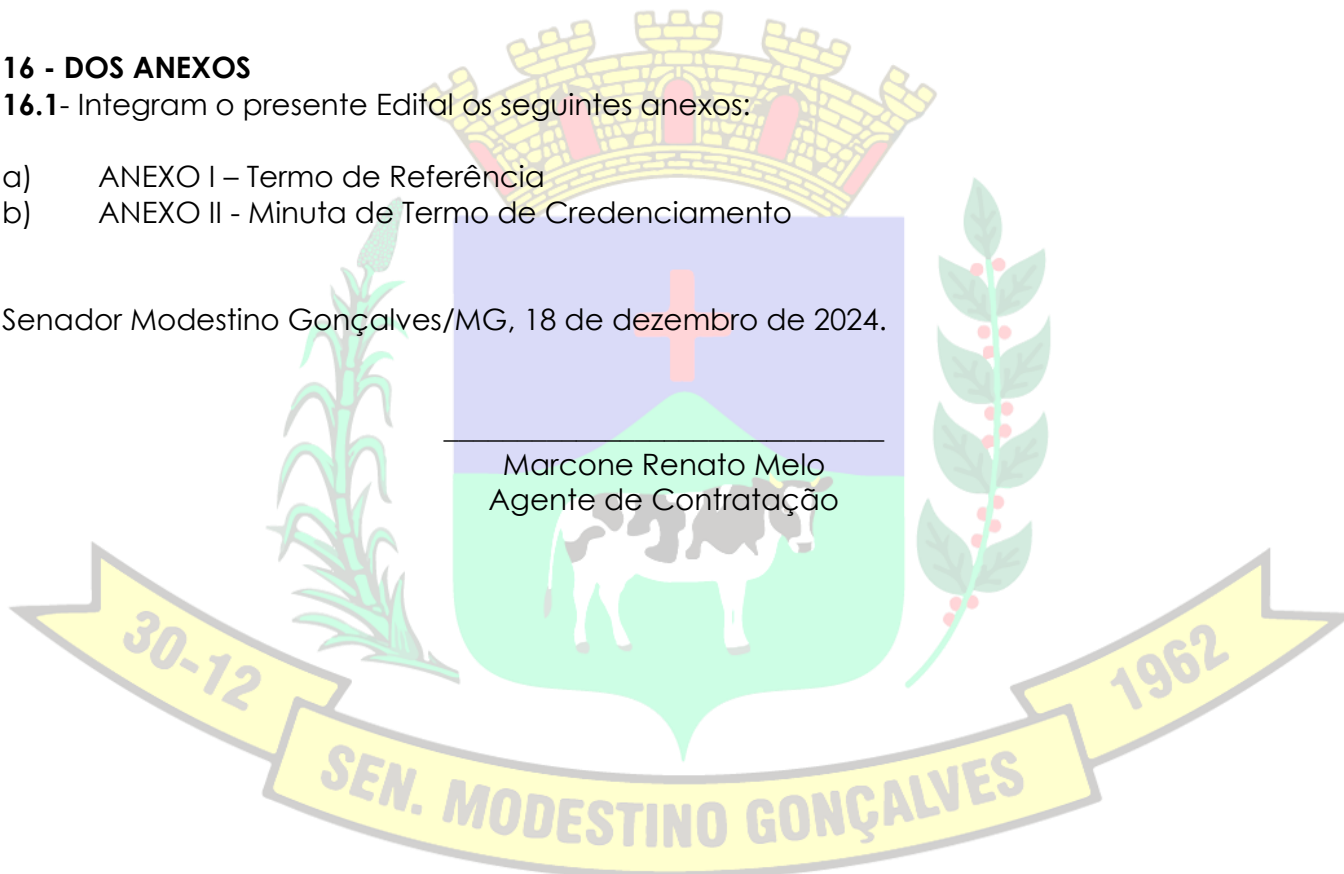 16 - DOS ANEXOS
16.1- Integram o presente Edital os seguintes anexos:
a) ANEXO I – Termo de Referência
b) ANEXO II - Minuta de Termo de Credenciamento
Senador Modestino Gonçalves/MG, 18 de dezembro de 2024.
Marcone Renato Melo
Agente de Contratação
30-12
1962
SEN. MODESTINO GONÇALVES